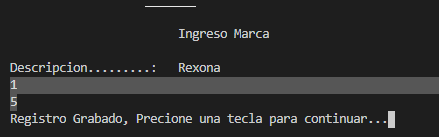 Ingreso Marca
Descripcion.........: Rexona
1
5
Registro Grabado, Precione una tecla para continuar...